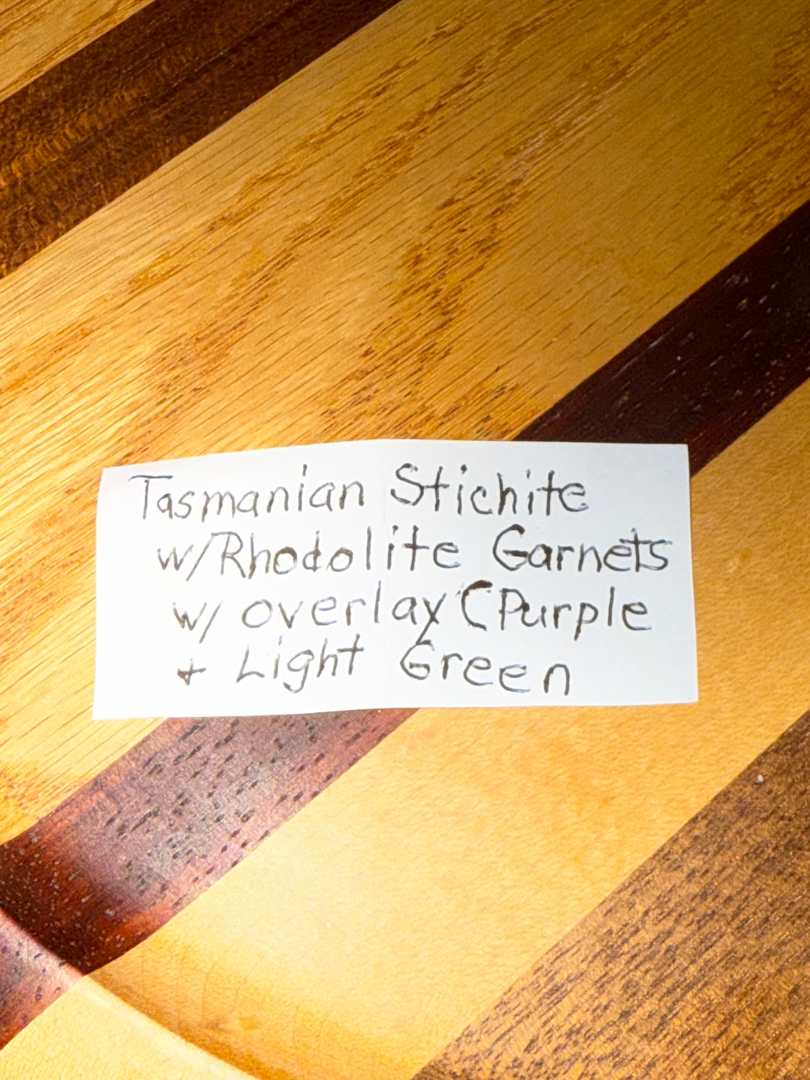 Tasmanian Stichite
w/Rhodolite Garnets
w/ overlay (Purple
+ Light Green